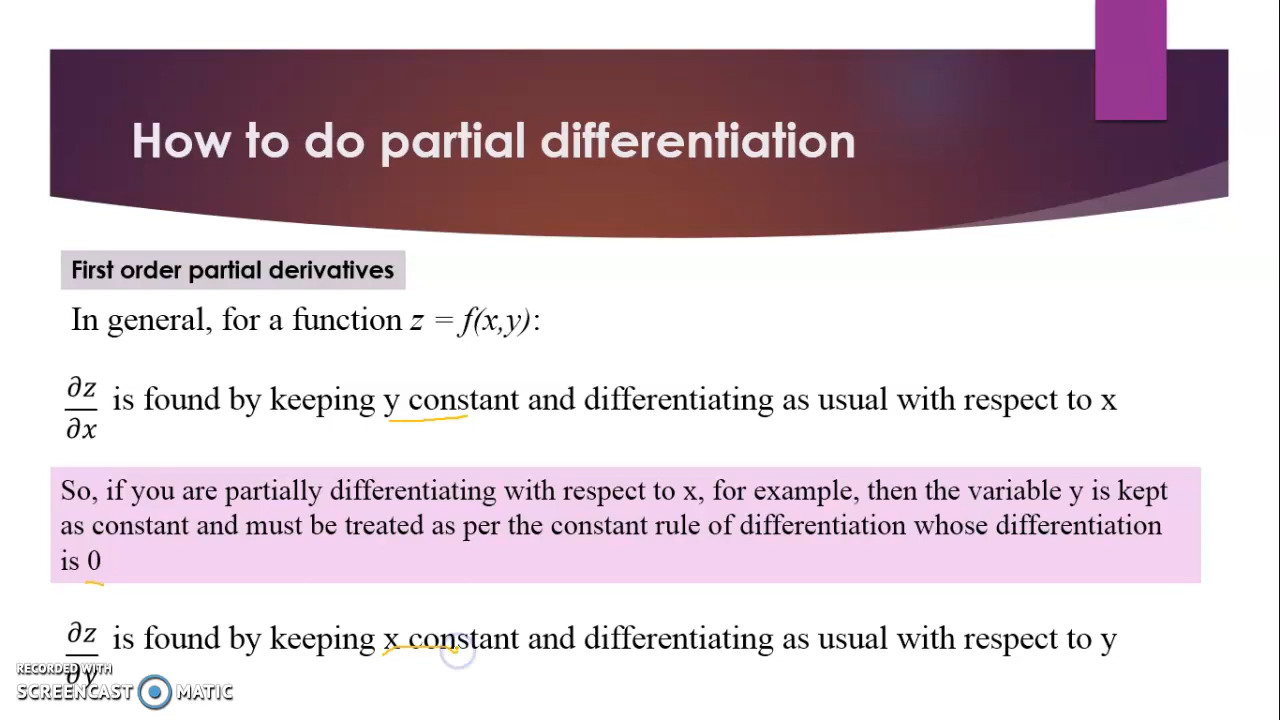 How to do partial differentiation
First order partial derivatives
In general, for a function z = f(x,y):
∂z/∂x is found by keeping y constant and differentiating as usual with respect to x
So, if you are partially differentiating with respect to x, for example, then the variable y is kept
as constant and must be treated as per the constant rule of differentiation whose differentiation
is 0
∂z/∂y is found by keeping x constant and differentiating as usual with respect to y
RECORDED WITH
SCREENCAST MATIC